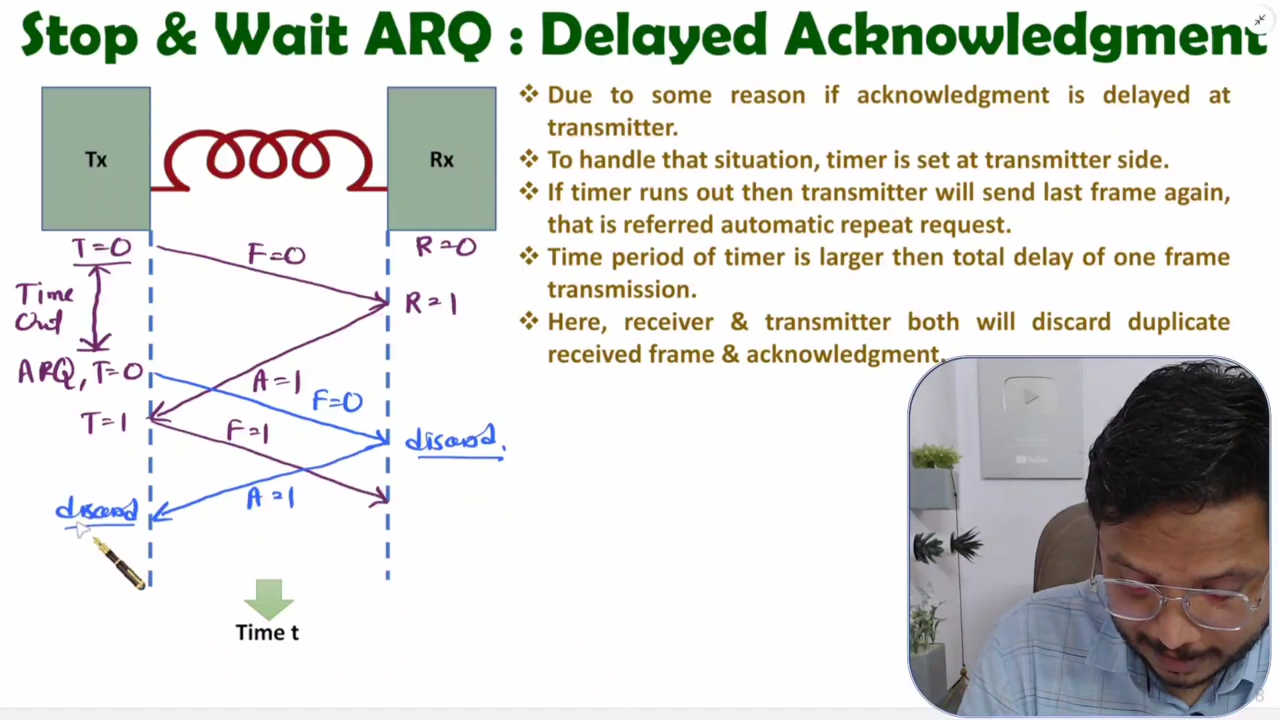 Stop & Wait ARQ : Delayed Acknowledgment
Tx
Rx
T=0
F=0
R=0
Time
Out
R=1
ARQ, T=0
A=1
F=0
T=1
F=1
discard.
A=1
discard
Time t
❖ Due to some reason if acknowledgment is delayed at
transmitter.
❖ To handle that situation, timer is set at transmitter side.
❖ If timer runs out then transmitter will send last frame again,
that is referred automatic repeat request.
❖ Time period of timer is larger then total delay of one frame
transmission.
❖ Here, receiver & transmitter both will discard duplicate
received frame & acknowledgment.
YouTube
8